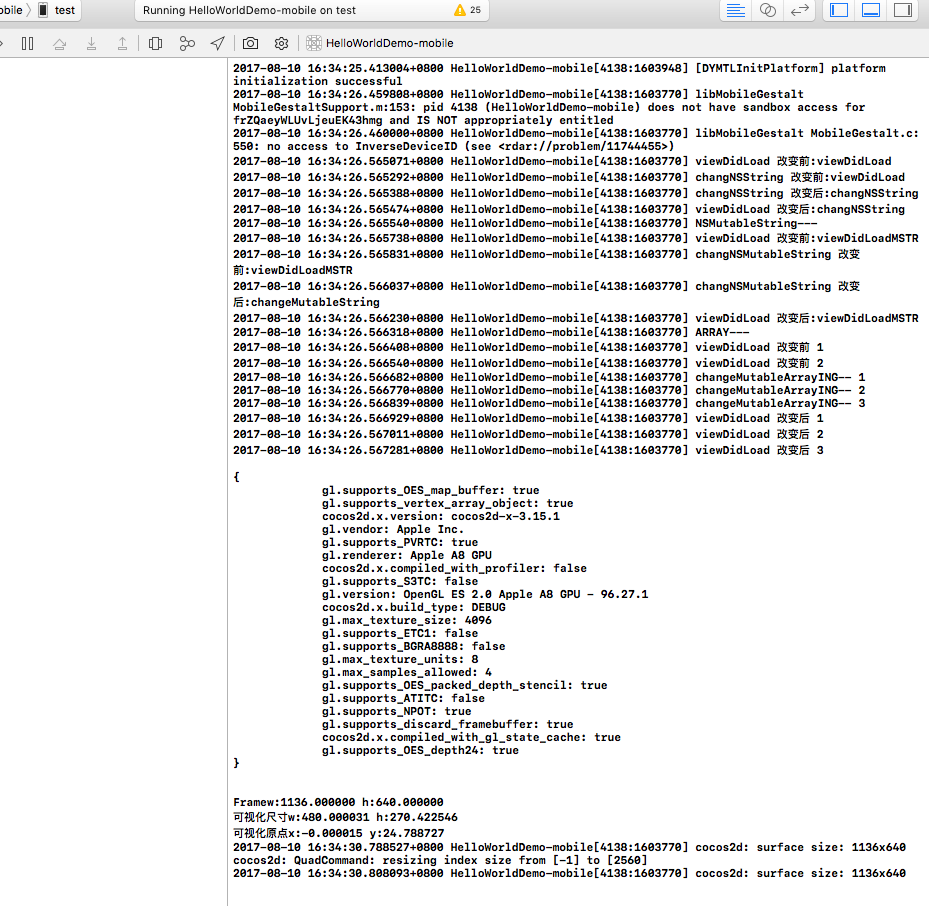 obile 〉 test
Running HelloWorldDemo-mobile on test
25
HelloWorldDemo-mobile
2017-08-10 16:34:25.413004+0800 HelloWorldDemo-mobile[4138:1603948] [DYMTLInitPlatform] platform
initialization successful
2017-08-10 16:34:26.459808+0800 HelloWorldDemo-mobile[4138:1603770] libMobileGestalt
MobileGestaltSupport.m:153: pid 4138 (HelloWorldDemo-mobile) does not have sandbox access for
frZQaeyWLUvLjeuEK43hmg and IS NOT appropriately entitled
2017-08-10 16:34:26.460000+0800 HelloWorldDemo-mobile[4138:1603770] libMobileGestalt MobileGestalt.c:
550: no access to InverseDeviceID (see <rdar://problem/11744455>)
2017-08-10 16:34:26.565071+0800 HelloWorldDemo-mobile[4138:1603770] viewDidLoad 改变前:viewDidLoad
2017-08-10 16:34:26.565292+0800 HelloWorldDemo-mobile[4138:1603770] changNSString 改变前:viewDidLoad
2017-08-10 16:34:26.565388+0800 HelloWorldDemo-mobile[4138:1603770] changNSString 改变后:changNSString
2017-08-10 16:34:26.565474+0800 HelloWorldDemo-mobile[4138:1603770] viewDidLoad 改变后:changNSString
2017-08-10 16:34:26.565540+0800 HelloWorldDemo-mobile[4138:1603770] NSMutableString---
2017-08-10 16:34:26.565738+0800 HelloWorldDemo-mobile[4138:1603770] viewDidLoad 改变前:viewDidLoadMSTR
2017-08-10 16:34:26.565831+0800 HelloWorldDemo-mobile[4138:1603770] changNSMutableString 改变
前:viewDidLoadMSTR
2017-08-10 16:34:26.566037+0800 HelloWorldDemo-mobile[4138:1603770] changNSMutableString 改变
后:changeMutableString
2017-08-10 16:34:26.566230+0800 HelloWorldDemo-mobile[4138:1603770] viewDidLoad 改变后:viewDidLoadMSTR
2017-08-10 16:34:26.566318+0800 HelloWorldDemo-mobile[4138:1603770] ARRAY---
2017-08-10 16:34:26.566408+0800 HelloWorldDemo-mobile[4138:1603770] viewDidLoad 改变前 1
2017-08-10 16:34:26.566540+0800 HelloWorldDemo-mobile[4138:1603770] viewDidLoad 改变前 2
2017-08-10 16:34:26.566682+0800 HelloWorldDemo-mobile[4138:1603770] changeMutableArrayING-- 1
2017-08-10 16:34:26.566770+0800 HelloWorldDemo-mobile[4138:1603770] changeMutableArrayING-- 2
2017-08-10 16:34:26.566839+0800 HelloWorldDemo-mobile[4138:1603770] changeMutableArrayING-- 3
2017-08-10 16:34:26.566929+0800 HelloWorldDemo-mobile[4138:1603770] viewDidLoad 改变后 1
2017-08-10 16:34:26.567011+0800 HelloWorldDemo-mobile[4138:1603770] viewDidLoad 改变后 2
2017-08-10 16:34:26.567281+0800 HelloWorldDemo-mobile[4138:1603770] viewDidLoad 改变后 3
{
gl.supports_OES_map_buffer: true
gl.supports_vertex_array_object: true
cocos2d.x.version: cocos2d-x-3.15.1
gl.vendor: Apple Inc.
gl.supports_PVRTC: true
gl.renderer: Apple A8 GPU
cocos2d.x.compiled_with_profiler: false
gl.supports_S3TC: false
gl.version: OpenGL ES 2.0 Apple A8 GPU - 96.27.1
cocos2d.x.build_type: DEBUG
gl.max_texture_size: 4096
gl.supports_ETC1: false
gl.supports_BGRA8888: false
gl.max_texture_units: 8
gl.max_samples_allowed: 4
gl.supports_OES_packed_depth_stencil: true
gl.supports_ATITC: false
gl.supports_NPOT: true
gl.supports_discard_framebuffer: true
cocos2d.x.compiled_with_gl_state_cache: true
gl.supports_OES_depth24: true
}
Framew:1136.000000 h:640.000000
可视化尺寸w:480.000031 h:270.422546
可视化原点x:-0.000015 y:24.788727
2017-08-10 16:34:30.788527+0800 HelloWorldDemo-mobile[4138:1603770] cocos2d: surface size: 1136x640
cocos2d: QuadCommand: resizing index size from [-1] to [2560]
2017-08-10 16:34:30.808093+0800 HelloWorldDemo-mobile[4138:1603770] cocos2d: surface size: 1136x640